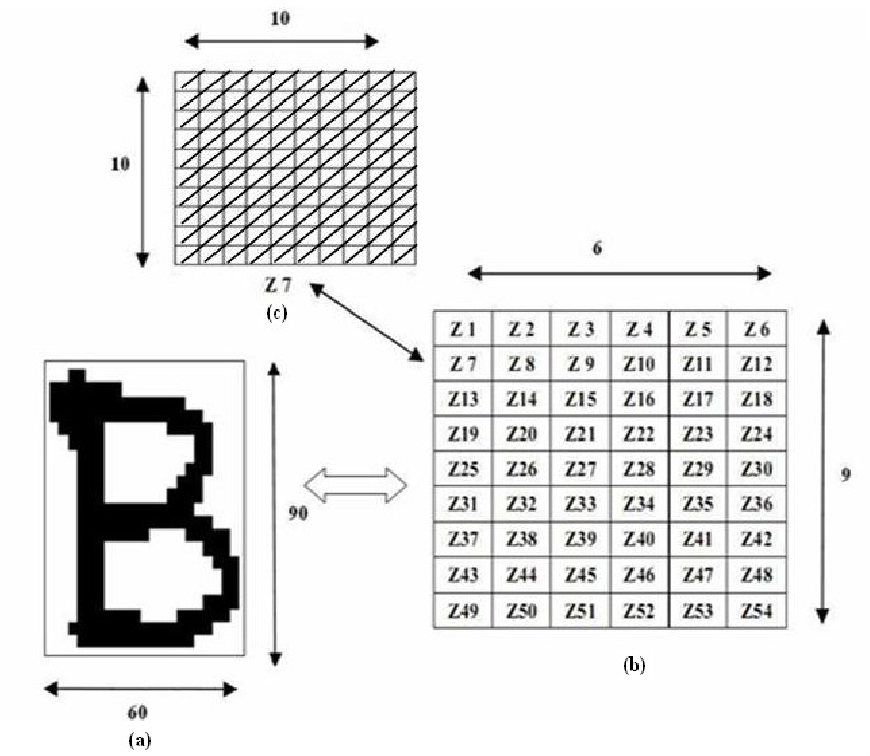 10
10
Z 7
(c)
6
Z 1 Z 2 Z 3 Z 4 Z 5 Z 6
Z 7 Z 8 Z 9 Z10 Z11 Z12
Z13 Z14 Z15 Z16 Z17 Z18
Z19 Z20 Z21 Z22 Z23 Z24
Z25 Z26 Z27 Z28 Z29 Z30
Z31 Z32 Z33 Z34 Z35 Z36
Z37 Z38 Z39 Z40 Z41 Z42
Z43 Z44 Z45 Z46 Z47 Z48
Z49 Z50 Z51 Z52 Z53 Z54
9
(b)
B
90
60
(a)